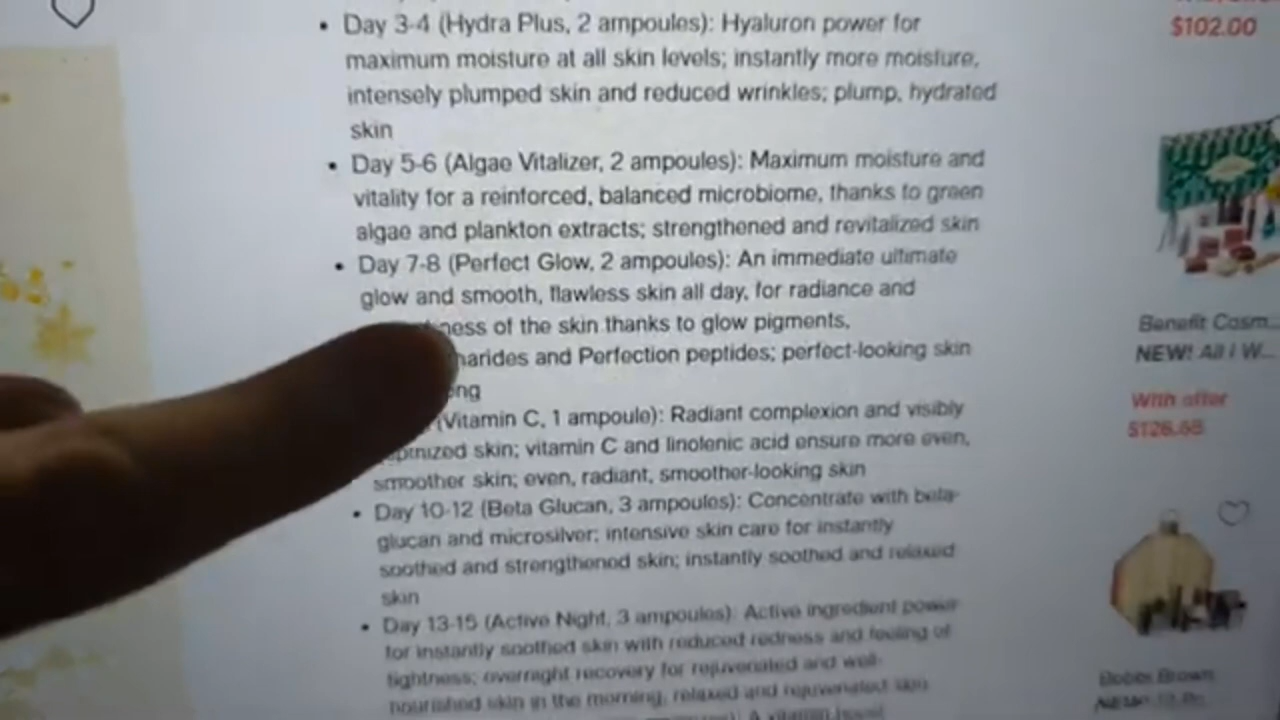 • Day 3-4 (Hydra Plus, 2 ampoules): Hyaluron power for
maximum moisture at all skin levels; instantly more moisture,
intensely plumped skin and reduced wrinkles; plump, hydrated
skin
• Day 5-6 (Algae Vitalizer, 2 ampoules): Maximum moisture and
vitality for a reinforced, balanced microbiome, thanks to green
algae and plankton extracts; strengthened and revitalized skin
• Day 7-8 (Perfect Glow, 2 ampoules): An immediate ultimate
glow and smooth, flawless skin all day, for radiance and
of the skin thanks to glow pigments,
and Perfection peptides; perfect-looking skin
(Vitamin C, 1 ampoule): Radiant complexion and visibly
skin; vitamin C and linolenic acid ensure more even,
smoother skin; even, radiant, smoother-looking skin
• Day 10-12 (Beta Glucan, 3 ampoules): Concentrate with beta-
glucan and microsilver; intensive skin care for instantly
soothed and strengthened skin; instantly soothed and relaxed
skin
• Day 13-15 (Active Night, 3 ampoules): Active ingredient power
for instantly soothed skin with reduced redness and feeling of
tightness; overnight recovery for rejuvenated and well-
nourished skin in the morning; relaxed and rejuvenated skin
A vitamin boost
$102.00
Benefit Cosm...
NEW! All I W...
With offer
Bobbi Brown